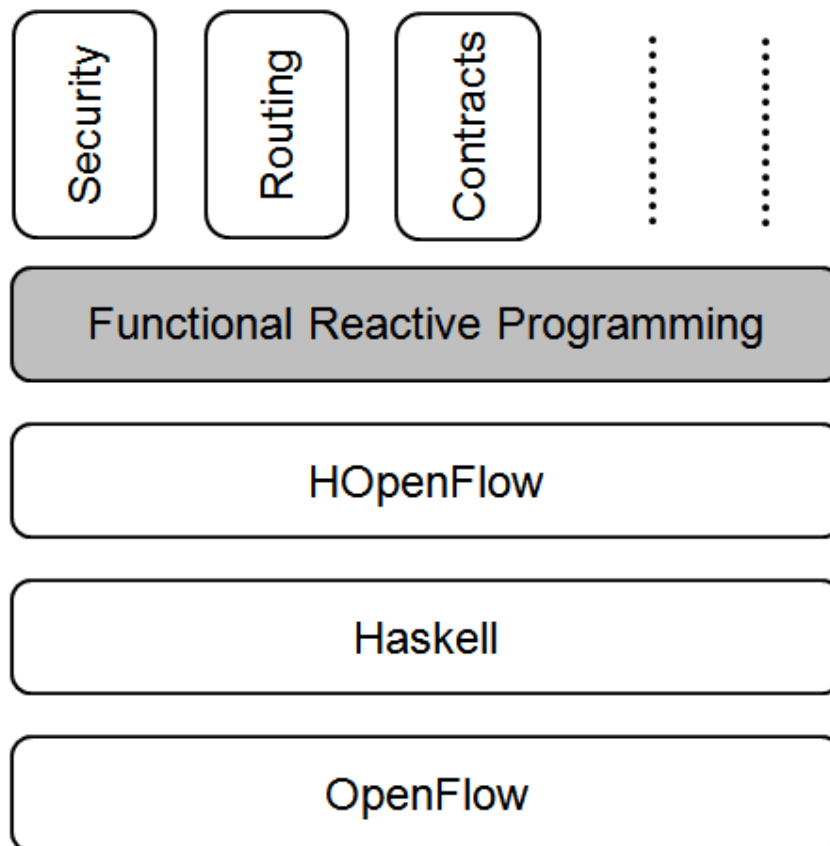 Security
Routing
Contracts
Functional Reactive Programming
HOpenFlow
Haskell
OpenFlow